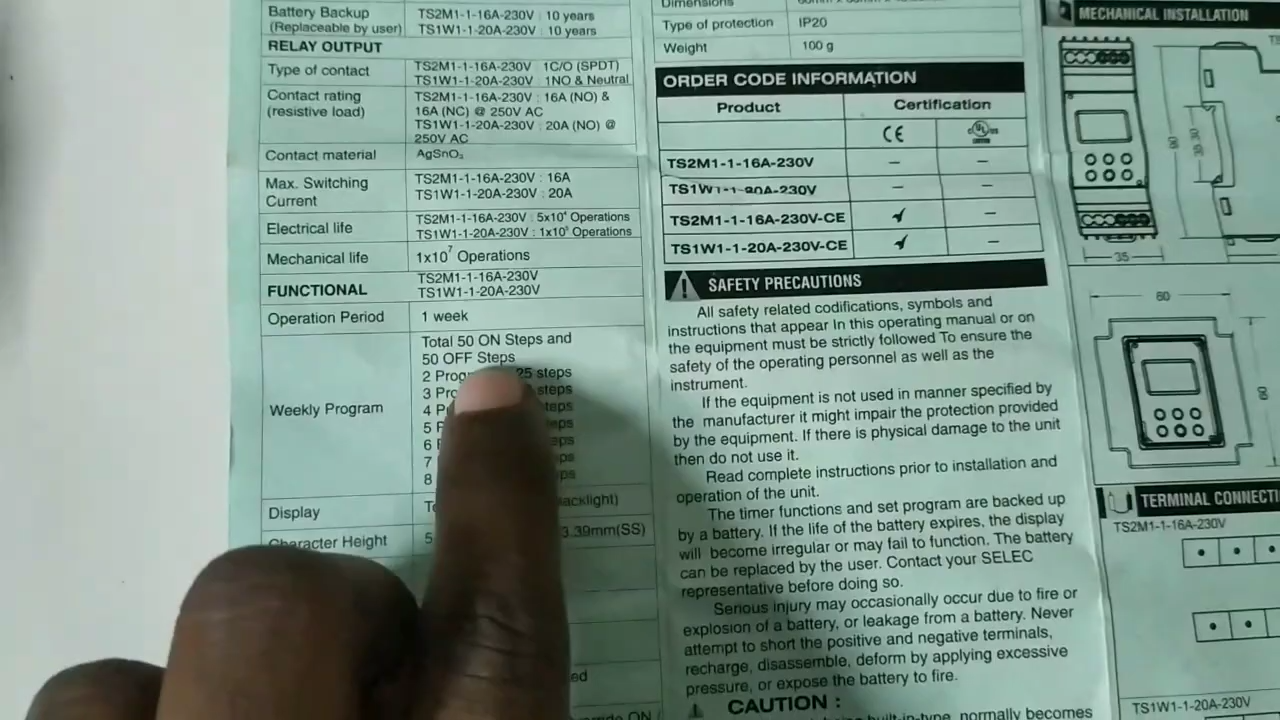 Battery Backup
(Replaceable by user)
TS2M1-1-16A-230V : 10 years
TS1W1-1-20A-230V : 10 years
RELAY OUTPUT
Type of contact
TS2M1-1-16A-230V : 1C/O (SPDT)
TS1W1-1-20A-230V : 1NO & Neutral
Contact rating
(resistive load)
TS2M1-1-16A-230V : 16A (NO) &
16A (NC) @ 250V AC
TS1W1-1-20A-230V : 20A (NO) @
250V AC
Contact material
AgSnO₂
Max. Switching
Current
TS2M1-1-16A-230V : 16A
TS1W1-1-20A-230V : 20A
Electrical life
TS2M1-1-16A-230V : 5x10⁴ Operations
TS1W1-1-20A-230V : 1x10⁵ Operations
Mechanical life
1x10⁷ Operations
FUNCTIONAL
TS2M1-1-16A-230V
TS1W1-1-20A-230V
Operation Period
1 week
Weekly Program
Total 50 ON Steps and
50 OFF Steps
2 25 steps
3 steps
4
5
6
7
8
Display
backlight)
Character Height
5 3.39mm(SS)
Dimensions
Type of protection
IP20
Weight
100 g
ORDER CODE INFORMATION
Product
Certification
CE
UL
TS2M1-1-16A-230V – –
TS1W1-1-20A-230V – –
TS2M1-1-16A-230V-CE ✓ –
TS1W1-1-20A-230V-CE ✓ –
SAFETY PRECAUTIONS
All safety related codifications, symbols and
instructions that appear In this operating manual or on
the equipment must be strictly followed To ensure the
safety of the operating personnel as well as the
instrument.
If the equipment is not used in manner specified by
the manufacturer it might impair the protection provided
by the equipment. If there is physical damage to the unit
then do not use it.
Read complete instructions prior to installation and
operation of the unit.
The timer functions and set program are backed up
by a battery. If the life of the battery expires, the display
will become irregular or may fail to function. The battery
can be replaced by the user. Contact your SELEC
representative before doing so.
Serious injury may occasionally occur due to fire or
explosion of a battery, or leakage from a battery. Never
attempt to short the positive and negative terminals,
recharge, disassemble, deform by applying excessive
pressure, or expose the battery to fire.
CAUTION :
built-in-type, normally becomes
MECHANICAL INSTALLATION
35
60
TERMINAL CONNECTI
TS2M1-1-16A-230V
TS1W1-1-20A-230V